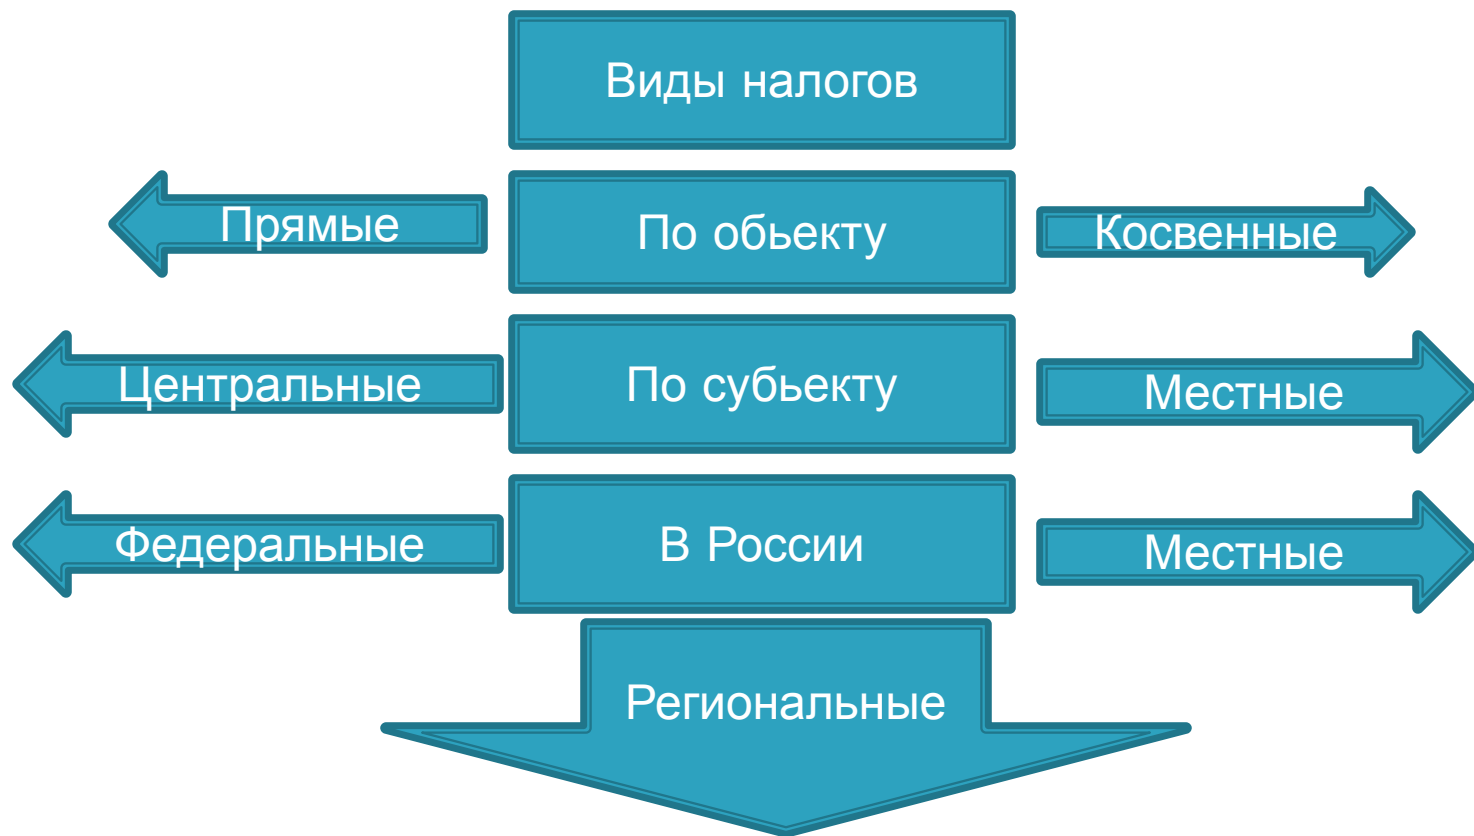 Виды налогов
Прямые
По обьекту
Косвенные
Центральные
По субьекту
Местные
Федеральные
В России
Местные
Региональные